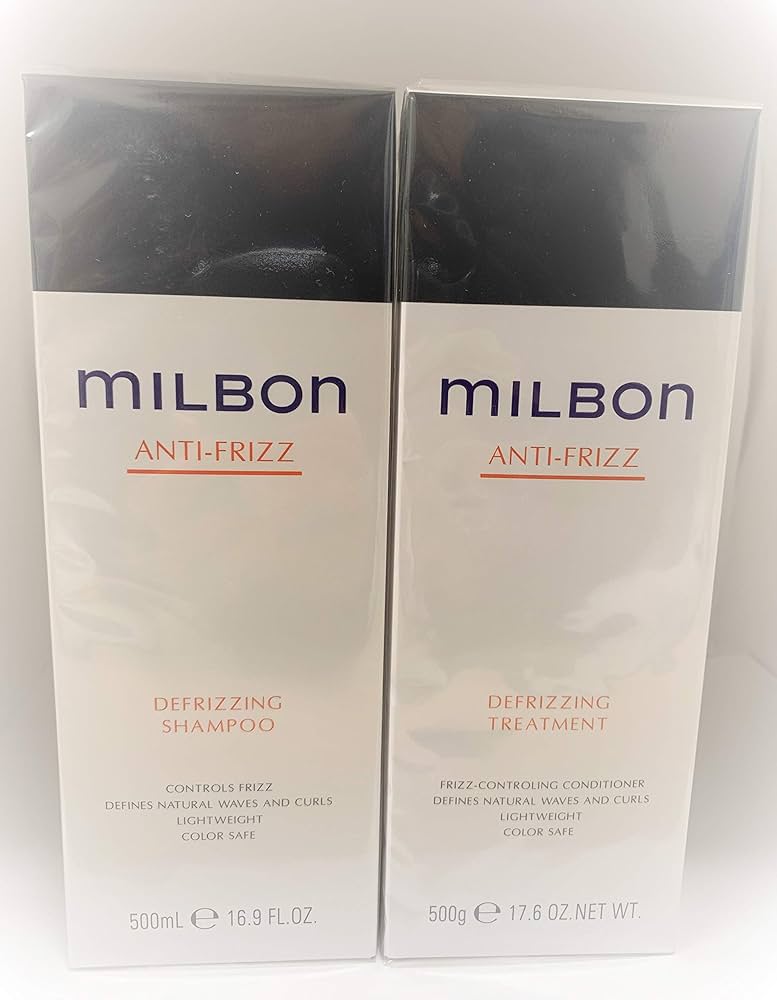 mILBOn
ANTI-FRIZZ
DEFRIZZING
SHAMPOO
CONTROLS FRIZZ
DEFINES NATURAL WAVES AND CURLS
LIGHTWEIGHT
COLOR SAFE
500mL ℮ 16.9 FL.OZ.
mILBOn
ANTI-FRIZZ
DEFRIZZING
TREATMENT
FRIZZ-CONTROLING CONDITIONER
DEFINES NATURAL WAVES AND CURLS
LIGHTWEIGHT
COLOR SAFE
500g ℮ 17.6 OZ.NET WT.